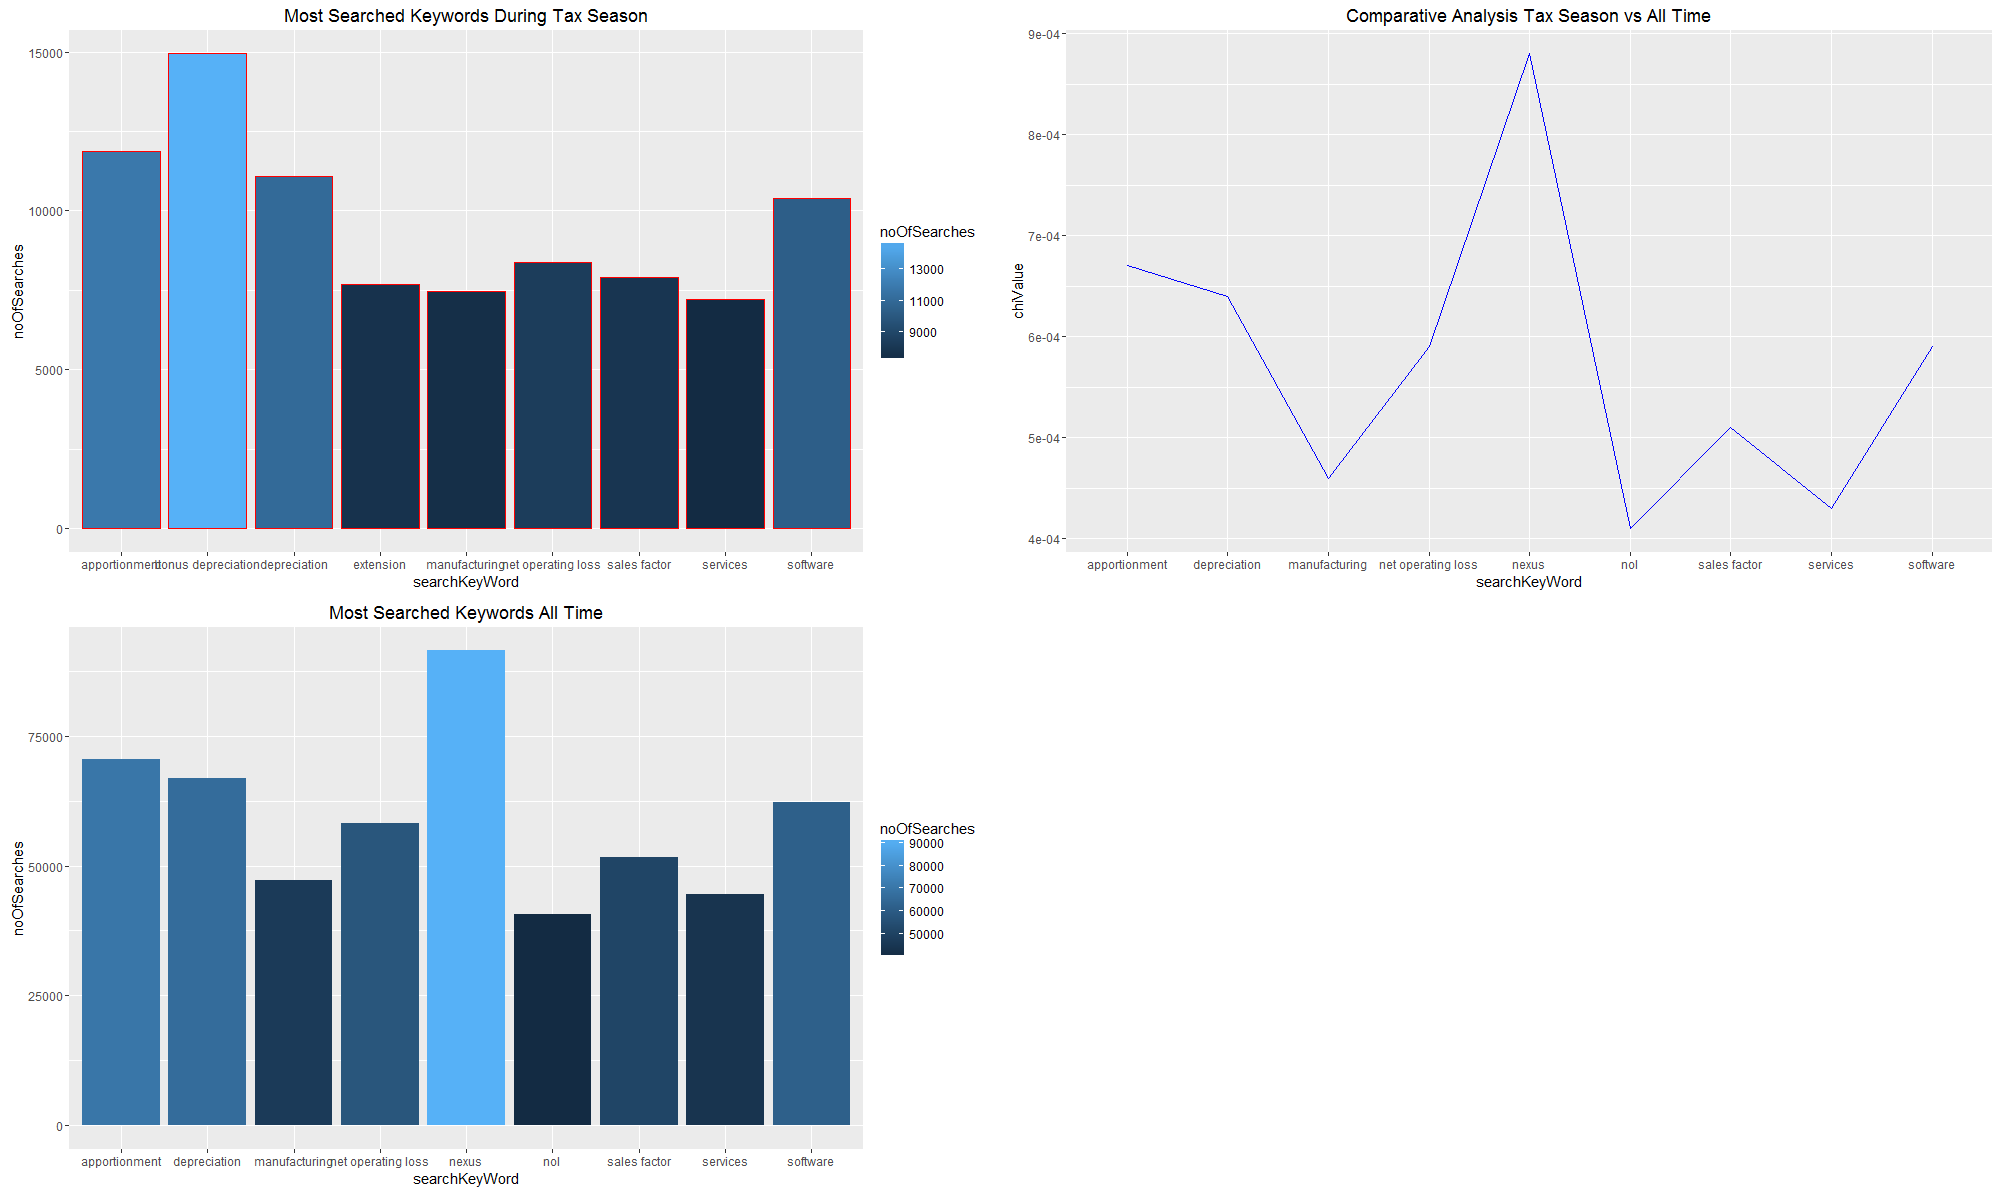 Most Searched Keywords During Tax Season
15000
10000
5000
0
noOfSearches
apportionment bonus depreciation depreciation extension manufacturing net operating loss sales factor services software
searchKeyWord
noOfSearches
13000
11000
9000
Comparative Analysis Tax Season vs All Time
9e-04
8e-04
7e-04
6e-04
5e-04
4e-04
chiValue
apportionment depreciation manufacturing net operating loss nexus nol sales factor services software
searchKeyWord
Most Searched Keywords All Time
75000
50000
25000
0
noOfSearches
apportionment depreciation manufacturing net operating loss nexus nol sales factor services software
searchKeyWord
noOfSearches
90000
80000
70000
60000
50000